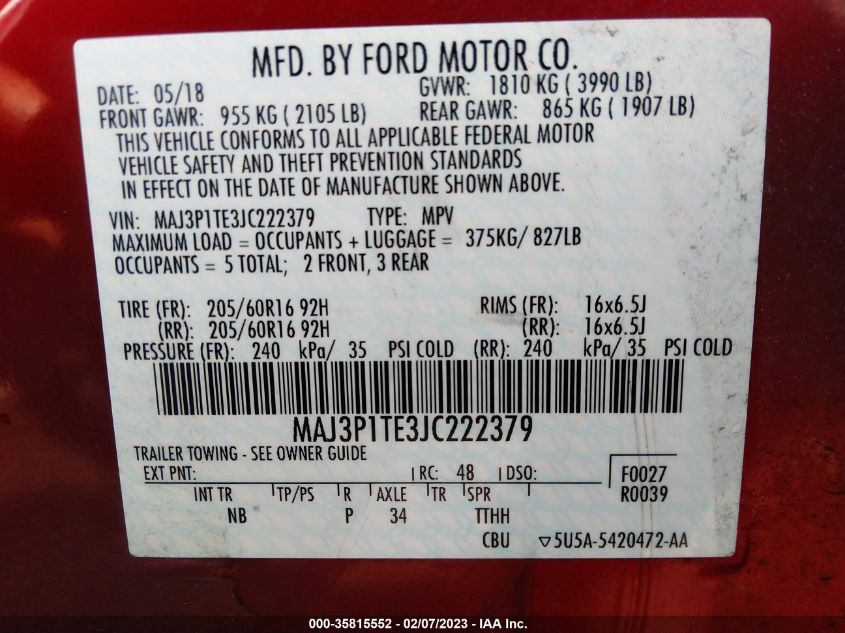 MFD. BY FORD MOTOR CO.
DATE: 05/18 GVWR: 1810 KG ( 3990 LB)
FRONT GAWR: 955 KG ( 2105 LB) REAR GAWR: 865 KG ( 1907 LB)
THIS VEHICLE CONFORMS TO ALL APPLICABLE FEDERAL MOTOR
VEHICLE SAFETY AND THEFT PREVENTION STANDARDS
IN EFFECT ON THE DATE OF MANUFACTURE SHOWN ABOVE.
VIN: MAJ3P1TE3JC222379 TYPE: MPV
MAXIMUM LOAD = OCCUPANTS + LUGGAGE = 375KG/ 827LB
OCCUPANTS = 5 TOTAL; 2 FRONT, 3 REAR
TIRE (FR): 205/60R16 92H RIMS (FR): 16x6.5J
(RR): 205/60R16 92H (RR): 16x6.5J
PRESSURE (FR): 240 kPa/ 35 PSI COLD (RR): 240 kPa/ 35 PSI COLD
MAJ3P1TE3JC222379
TRAILER TOWING - SEE OWNER GUIDE
EXT PNT: RC: 48 DSO: F0027
R0039
INT TR TP/PS R AXLE TR SPR
NB P 34 TTHH
CBU ▽5U5A-5420472-AA
000-35815552 - 02/07/2023 - IAA Inc.